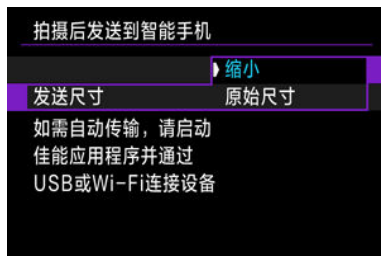 拍摄后发送到智能手机
缩小
发送尺寸 原始尺寸
如需自动传输，请启动
佳能应用程序并通过
USB或Wi-Fi连接设备